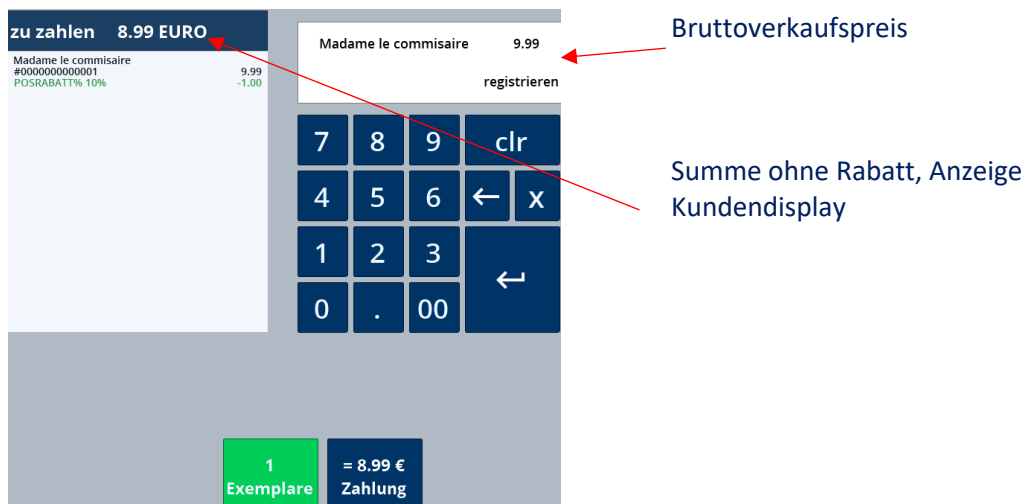 zu zahlen 8.99 EURO
Madame le commisaire
#0000000000001 9.99
POSRABATT% 10% -1.00
Madame le commisaire 9.99
registrieren
7 8 9 clr
4 5 6 ← x
1 2 3 ↵
0 . 00
1
Exemplare
= 8.99 €
Zahlung
Bruttoverkaufspreis
Summe ohne Rabatt, Anzeige
Kundendisplay